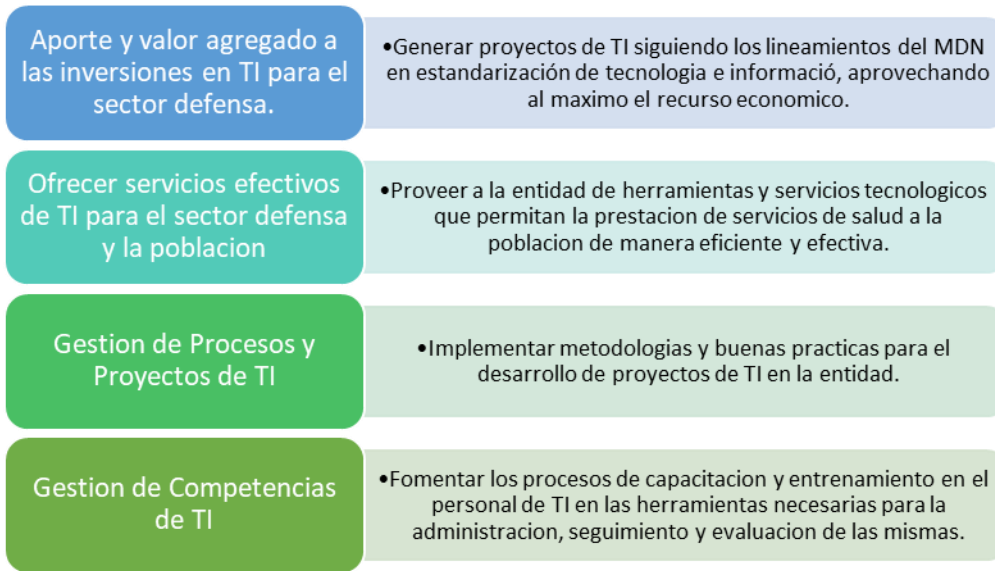 Aporte y valor agregado a
las inversiones en TI para el
sector defensa.
•Generar proyectos de TI siguiendo los lineamientos del MDN
en estandarización de tecnologia e informació, aprovechando
al maximo el recurso economico.
Ofrecer servicios efectivos
de TI para el sector defensa
y la poblacion
•Proveer a la entidad de herramientas y servicios tecnologicos
que permitan la prestacion de servicios de salud a la
poblacion de manera eficiente y efectiva.
Gestion de Procesos y
Proyectos de TI
•Implementar metodologias y buenas practicas para el
desarrollo de proyectos de TI en la entidad.
Gestion de Competencias
de TI
•Fomentar los procesos de capacitacion y entrenamiento en el
personal de TI en las herramientas necesarias para la
administracion, seguimiento y evaluacion de las mismas.